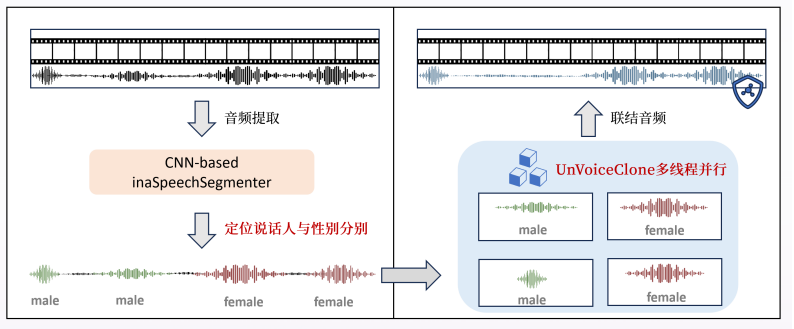 音频提取
CNN-based
inaSpeechSegmenter
定位说话人与性别分别
male
male
female
female
联结音频
UnVoiceClone多线程并行
male
female
male
female